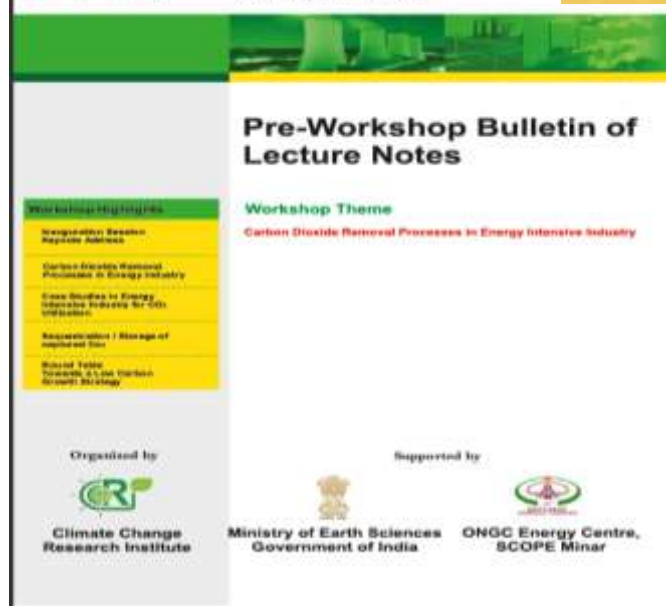 Pre-Workshop Bulletin of
Lecture Notes
Workshop Theme
Carbon Dioxide Removal Processes in Energy Intensive Industry
Workshop Highlights
Inauguration Session
Keynote Address
Carbon Dioxide Removal
Processes in Energy Industry
Case Studies in Energy
Intensive Industry for CO₂
Utilisation
Sequestration / Storage of
captured Co₂
Round Table
Towards a Low Carbon
Growth Strategy
Organized by
CCRI
Climate Change
Research Institute
Supported by
Ministry of Earth Sciences
Government of India
ONGC Energy Centre,
SCOPE Minar